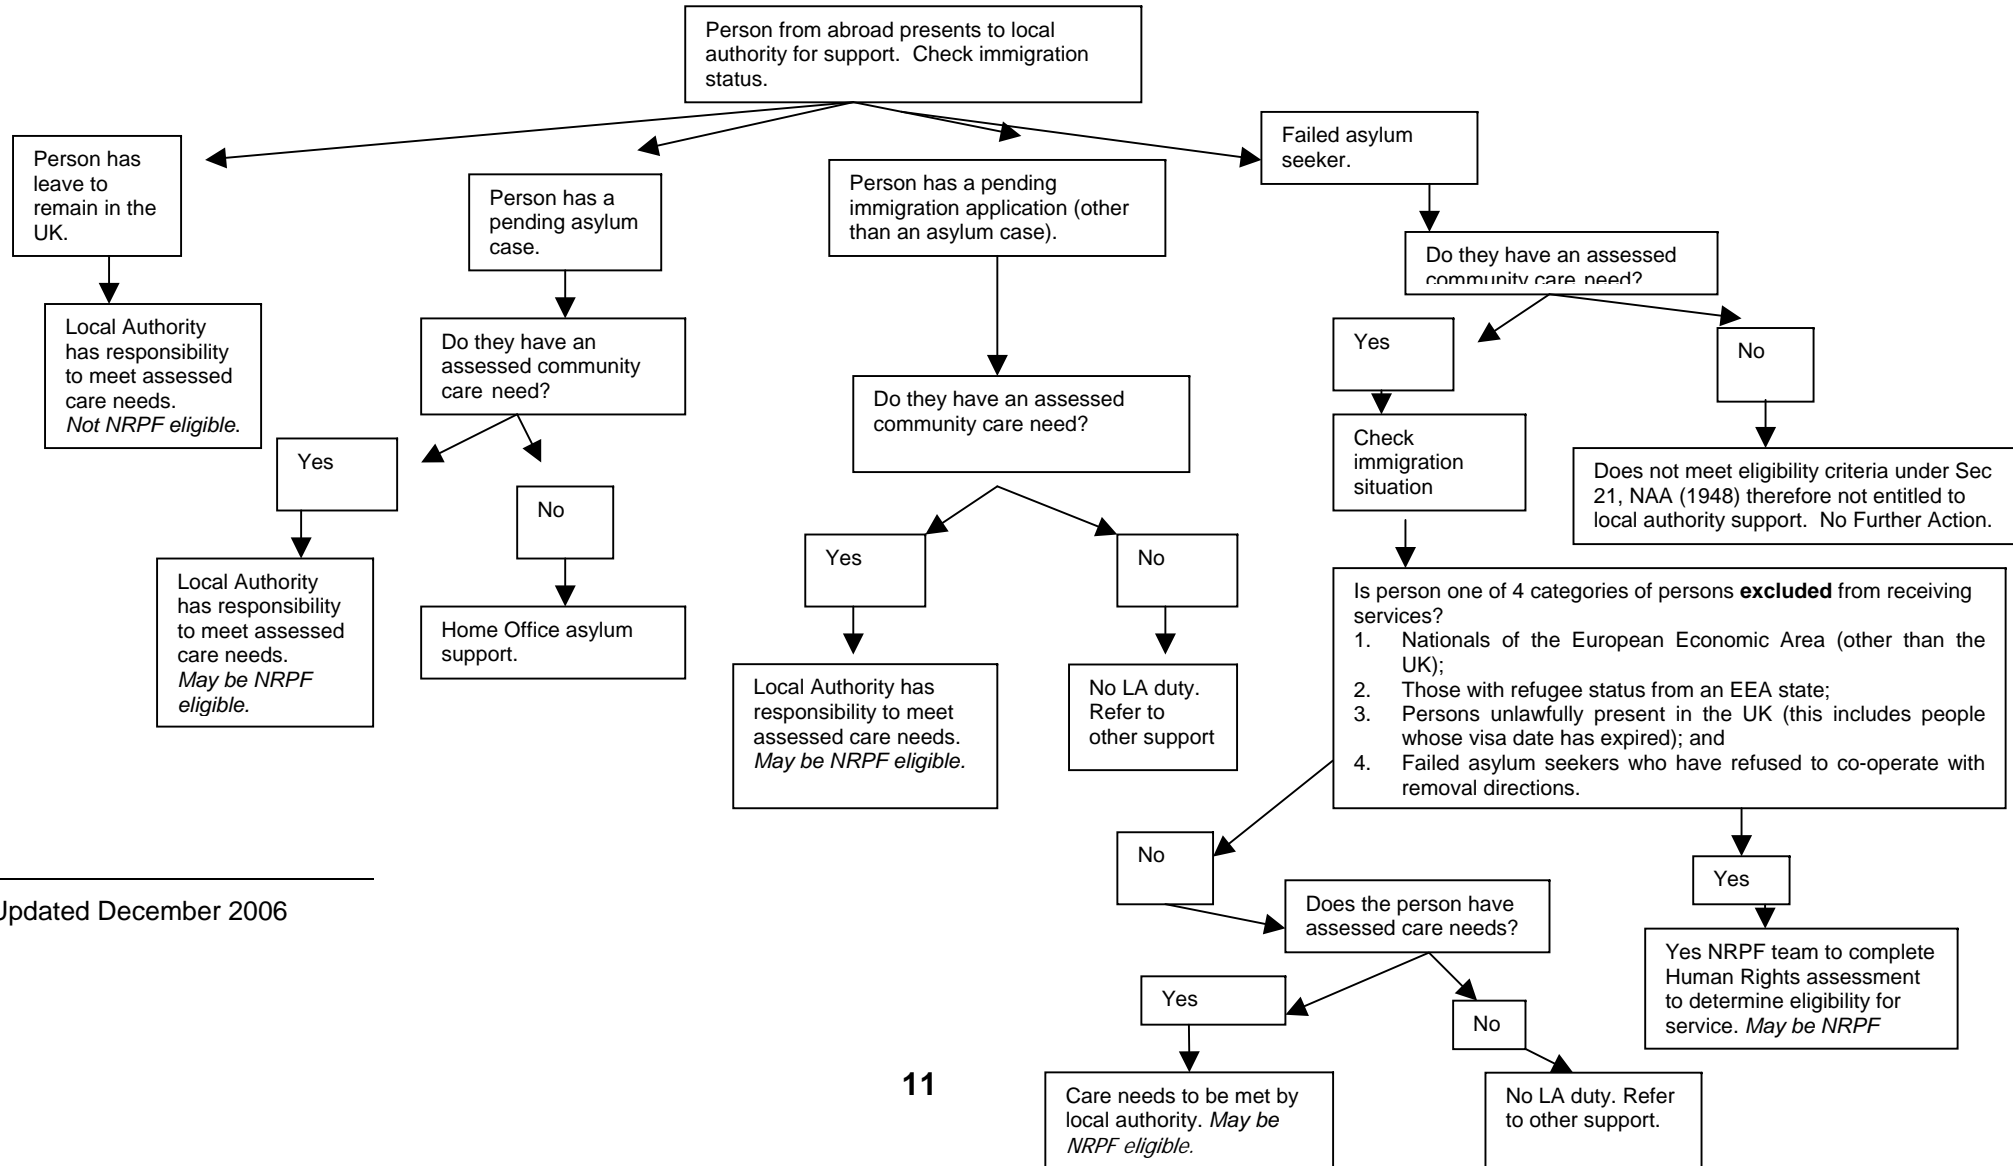 Person from abroad presents to local
authority for support.  Check immigration
status.
Person has
leave to
remain in the
UK.
Person has a
pending asylum
case.
Person has a pending
immigration application (other
than an asylum case).
Failed asylum
seeker.
Local Authority
has responsibility
to meet assessed
care needs.
Not NRPF eligible.
Do they have an
assessed community
care need?
Do they have an assessed
community care need?
Do they have an assessed
community care need?
Yes
No
Yes
No
Yes
No
Local Authority
has responsibility
to meet assessed
care needs.
May be NRPF
eligible.
Home Office asylum
support.
Local Authority has
responsibility to meet
assessed care needs.
May be NRPF eligible.
No LA duty.
Refer to
other support
Check
immigration
situation
Does not meet eligibility criteria under Sec
21, NAA (1948) therefore not entitled to
local authority support.  No Further Action.
Is person one of 4 categories of persons excluded from receiving
services?
1. Nationals of the European Economic Area (other than the
UK);
2. Those with refugee status from an EEA state;
3. Persons unlawfully present in the UK (this includes people
whose visa date has expired); and
4. Failed asylum seekers who have refused to co-operate with
removal directions.
No
Yes
Does the person have
assessed care needs?
Yes NRPF team to complete
Human Rights assessment
to determine eligibility for
service. May be NRPF
Yes
No
Care needs to be met by
local authority. May be
NRPF eligible.
No LA duty. Refer
to other support.
Updated December 2006
11